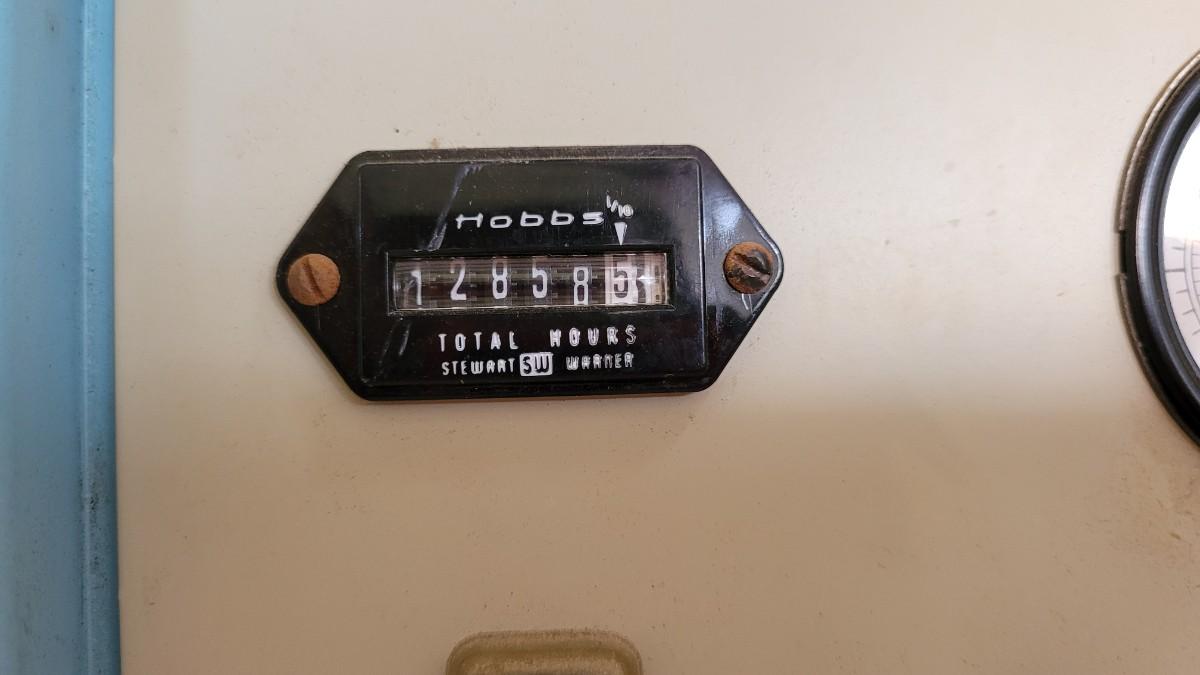 Hobbs 1/10
128585
TOTAL HOURS
STEWART SW WARNER